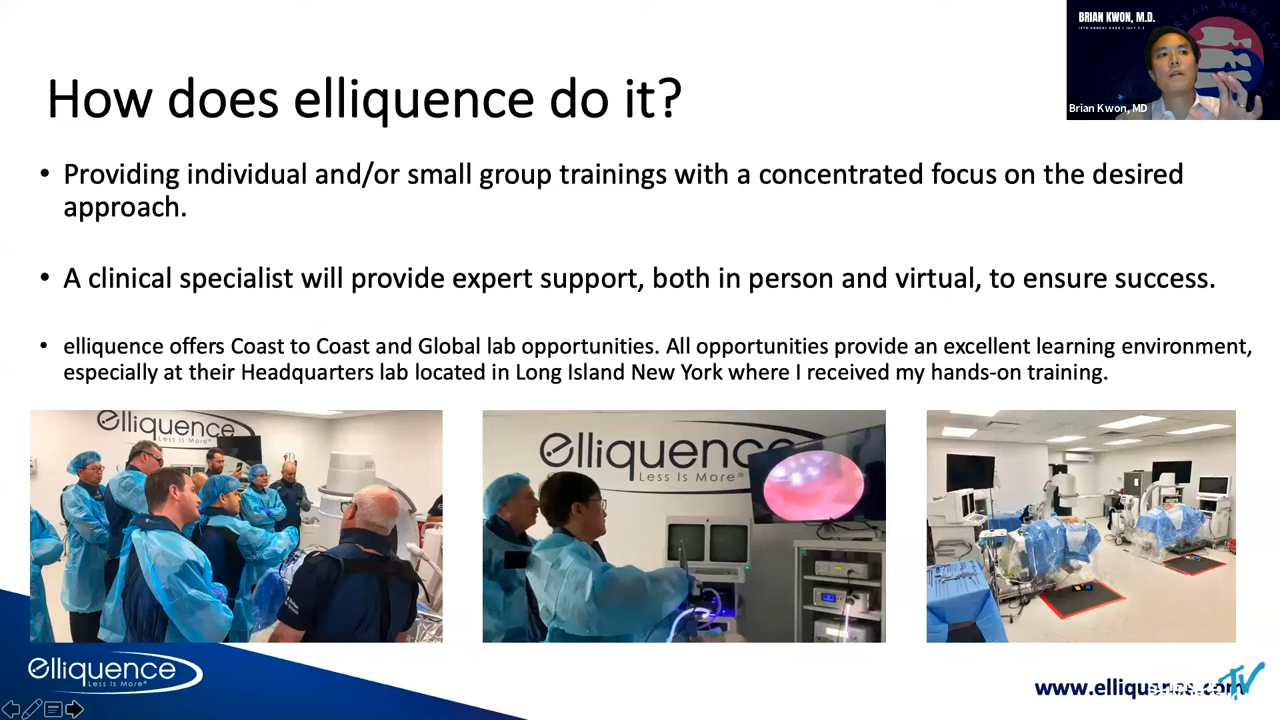 BRIAN KWON, M.D.
Brian Kwon, MD
How does elliquence do it?
• Providing individual and/or small group trainings with a concentrated focus on the desired
approach.
• A clinical specialist will provide expert support, both in person and virtual, to ensure success.
• elliquence offers Coast to Coast and Global lab opportunities. All opportunities provide an excellent learning environment,
especially at their Headquarters lab located in Long Island New York where I received my hands-on training.
elliquence
Less Is More®
elliquence
Less Is More®
elliquence
Less Is More®
www.elliquence.com
TV